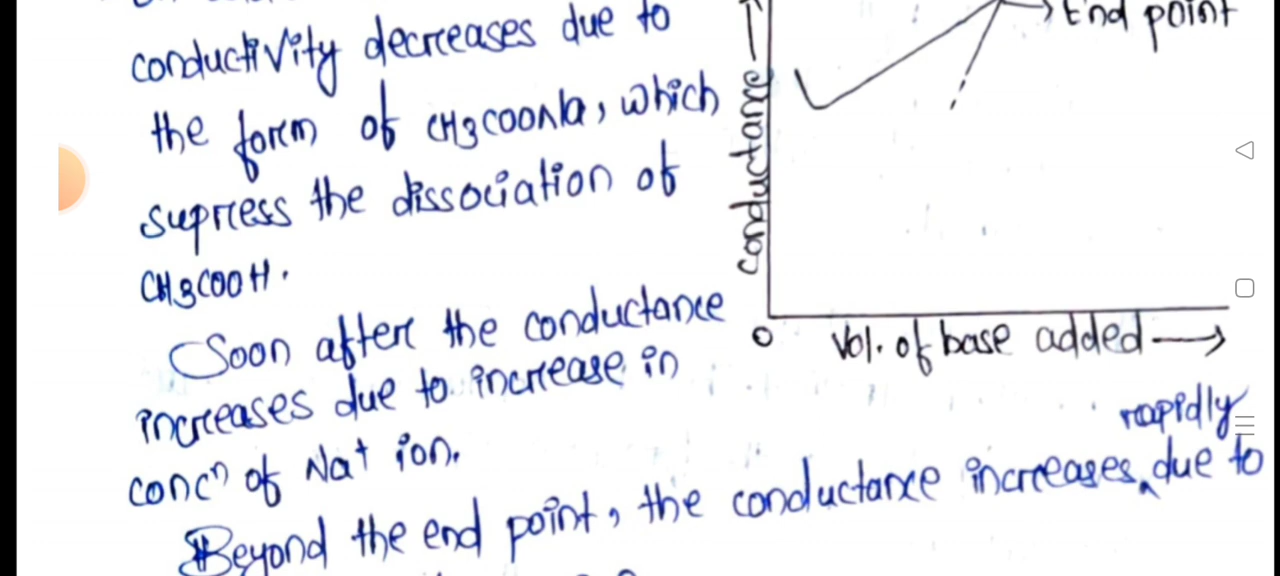 conductivity decreases due to
the form of CH3COONa, which
supress the dissociation of
CH3COOH.
Soon after the conductance
increases due to increase in
concn of Na+ ion.
Beyond the end point, the conductance increases rapidly due to
End point
conductance
0
Vol. of base added